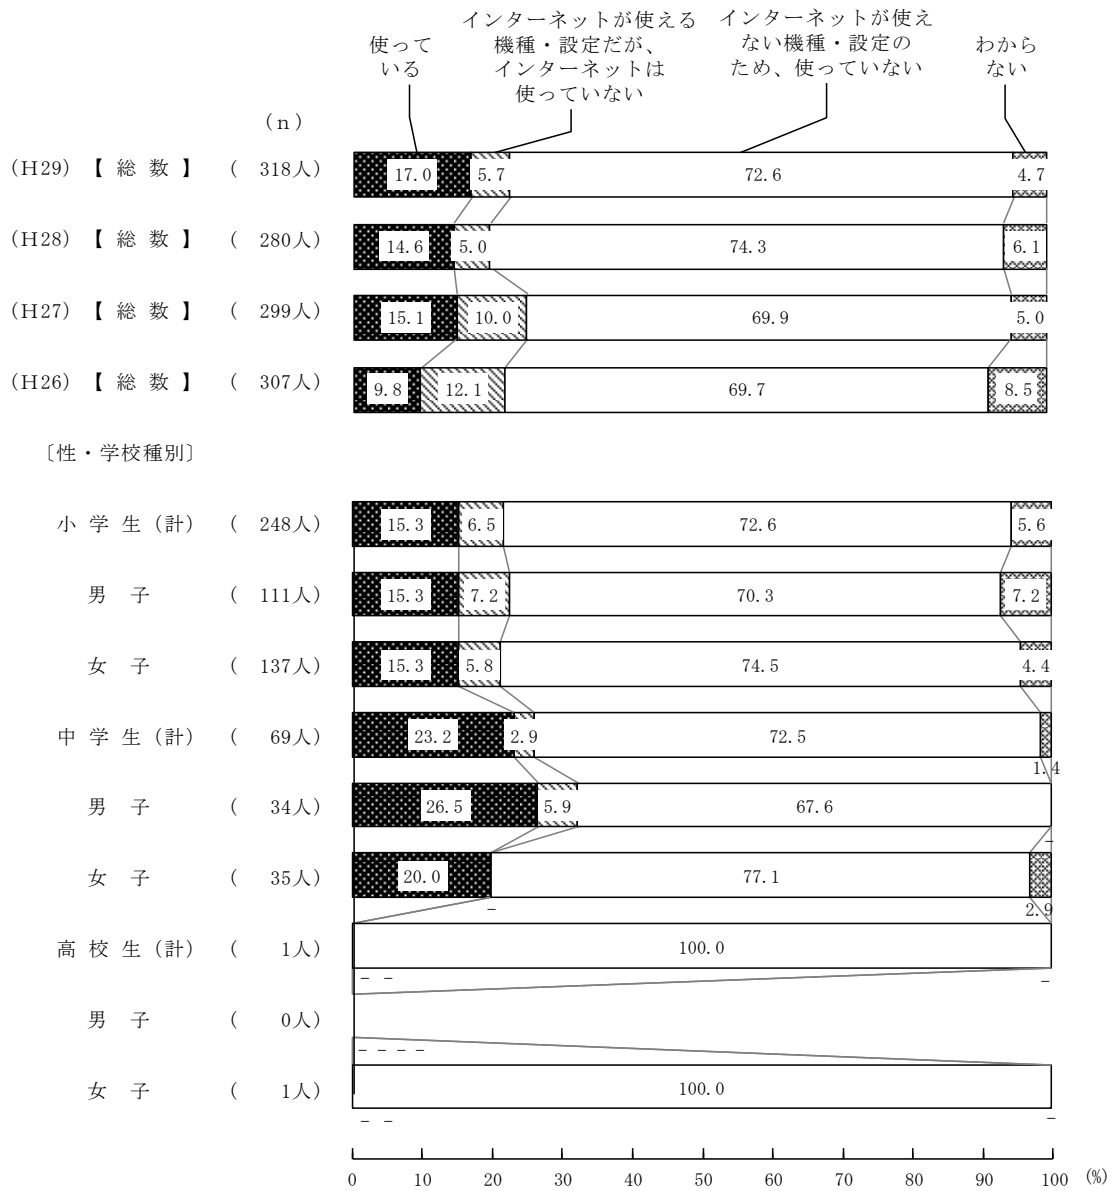 使って
いる
インターネットが使える
機種・設定だが、
インターネットは
使っていない
インターネットが使え
ない機種・設定の
ため、使っていない
わから
ない
（ｎ）
（H29）【 総 数 】 （ 318人） 17.0 5.7 72.6 4.7
（H28）【 総 数 】 （ 280人） 14.6 5.0 74.3 6.1
（H27）【 総 数 】 （ 299人） 15.1 10.0 69.9 5.0
（H26）【 総 数 】 （ 307人） 9.8 12.1 69.7 8.5
〔性・学校種別〕
小 学 生（計） （ 248人） 15.3 6.5 72.6 5.6
男 子 （ 111人） 15.3 7.2 70.3 7.2
女 子 （ 137人） 15.3 5.8 74.5 4.4
中 学 生（計） （ 69人） 23.2 2.9 72.5 1.4
男 子 （ 34人） 26.5 5.9 67.6 －
女 子 （ 35人） 20.0 － 77.1 2.9
高 校 生（計） （ 1人） － － 100.0 －
男 子 （ 0人） － － － －
女 子 （ 1人） － － 100.0 －
0 10 20 30 40 50 60 70 80 90 100 (%)